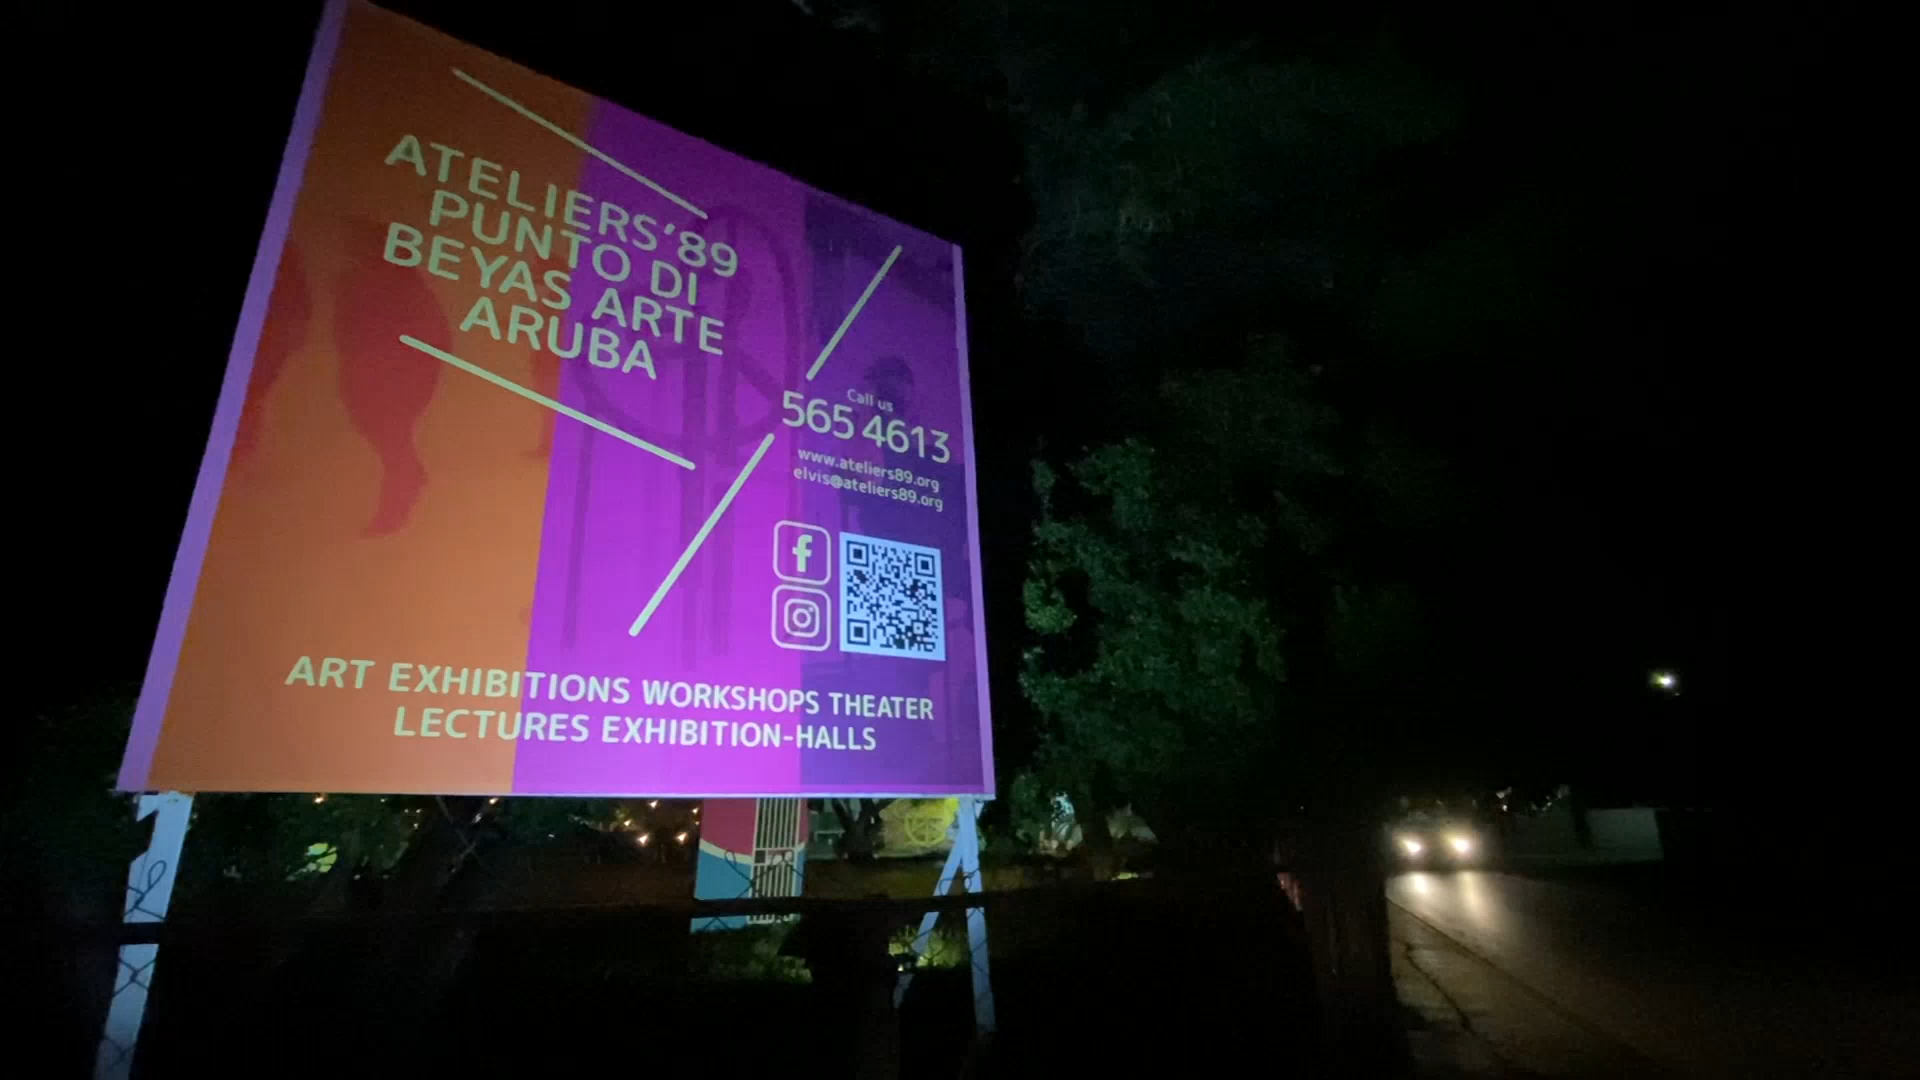 ATELIERS'89
PUNTO DI
BEYAS ARTE
ARUBA
Call us
565 4613
www.ateliers89.org
elvis@ateliers89.org
ART EXHIBITIONS WORKSHOPS THEATER
LECTURES EXHIBITION-HALLS